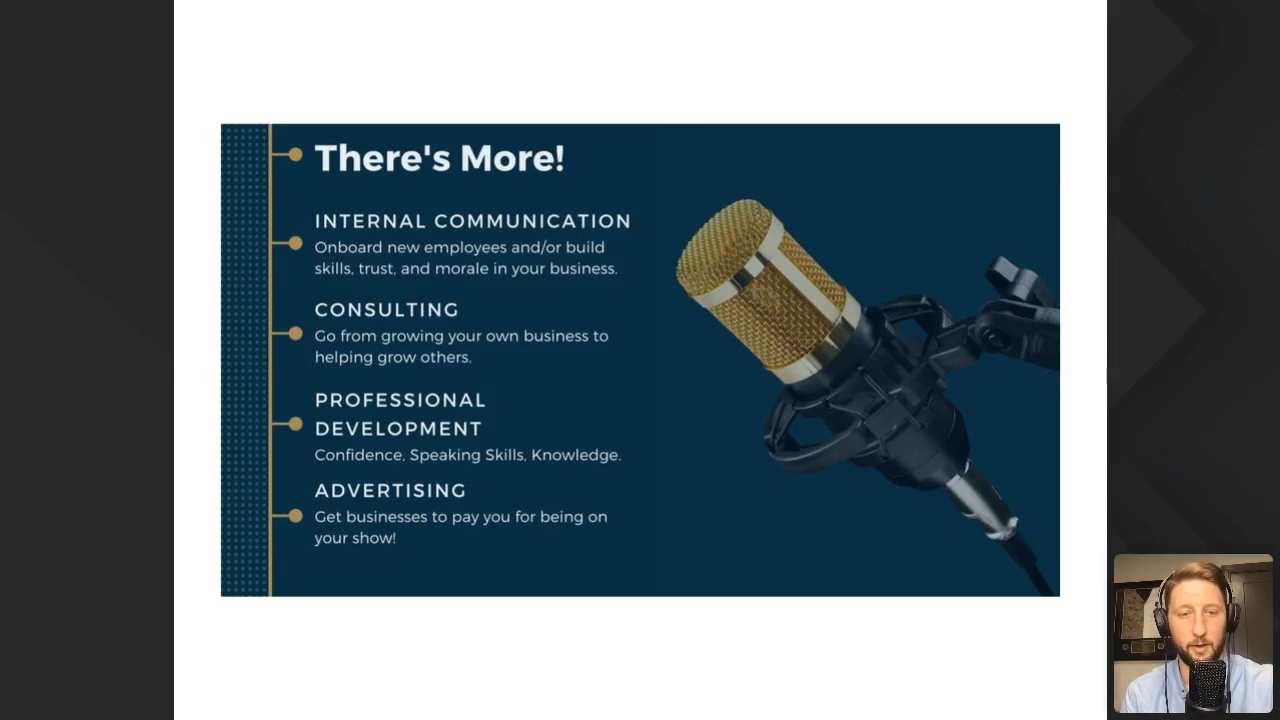 There's More!
INTERNAL COMMUNICATION
Onboard new employees and/or build
skills, trust, and morale in your business.
CONSULTING
Go from growing your own business to
helping grow others.
PROFESSIONAL
DEVELOPMENT
Confidence, Speaking Skills, Knowledge.
ADVERTISING
Get businesses to pay you for being on
your show!